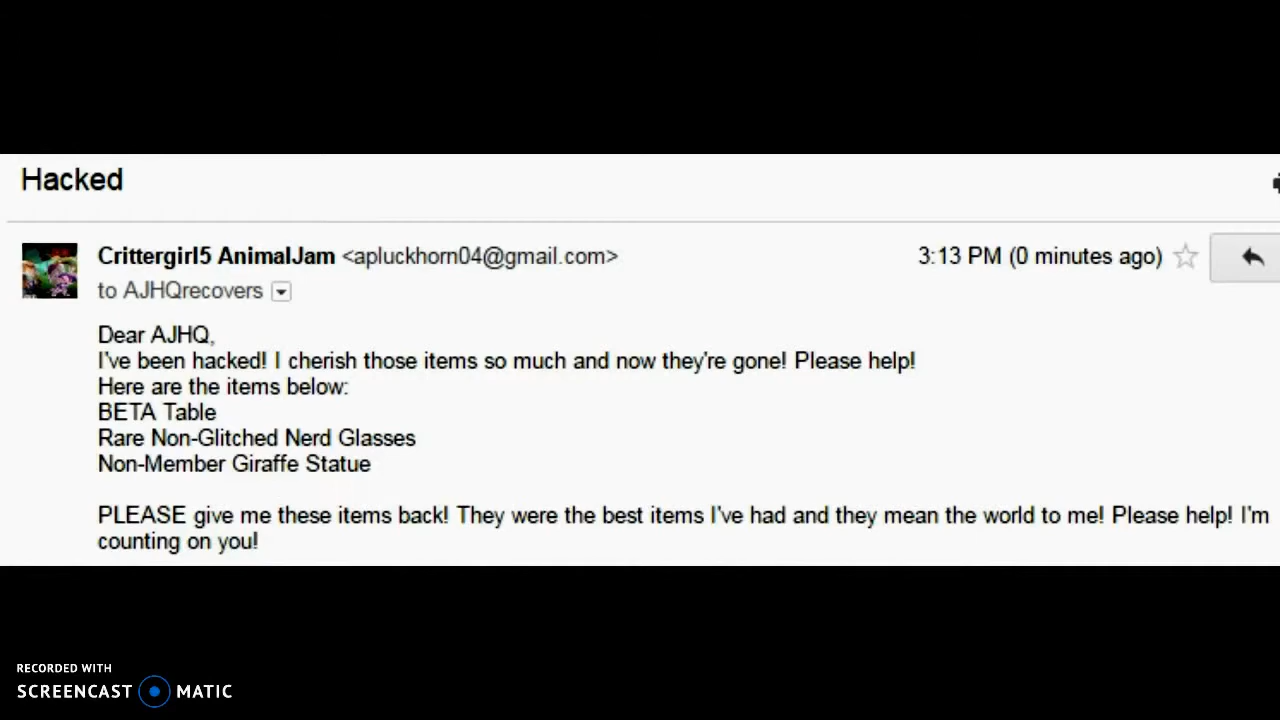 Hacked
Crittergirl5 AnimalJam <apluckhorn04@gmail.com> 3:13 PM (0 minutes ago)
to AJHQrecovers
Dear AJHQ,
I've been hacked! I cherish those items so much and now they're gone! Please help!
Here are the items below:
BETA Table
Rare Non-Glitched Nerd Glasses
Non-Member Giraffe Statue
PLEASE give me these items back! They were the best items I've had and they mean the world to me! Please help! I'm
counting on you!
RECORDED WITH
SCREENCAST MATIC